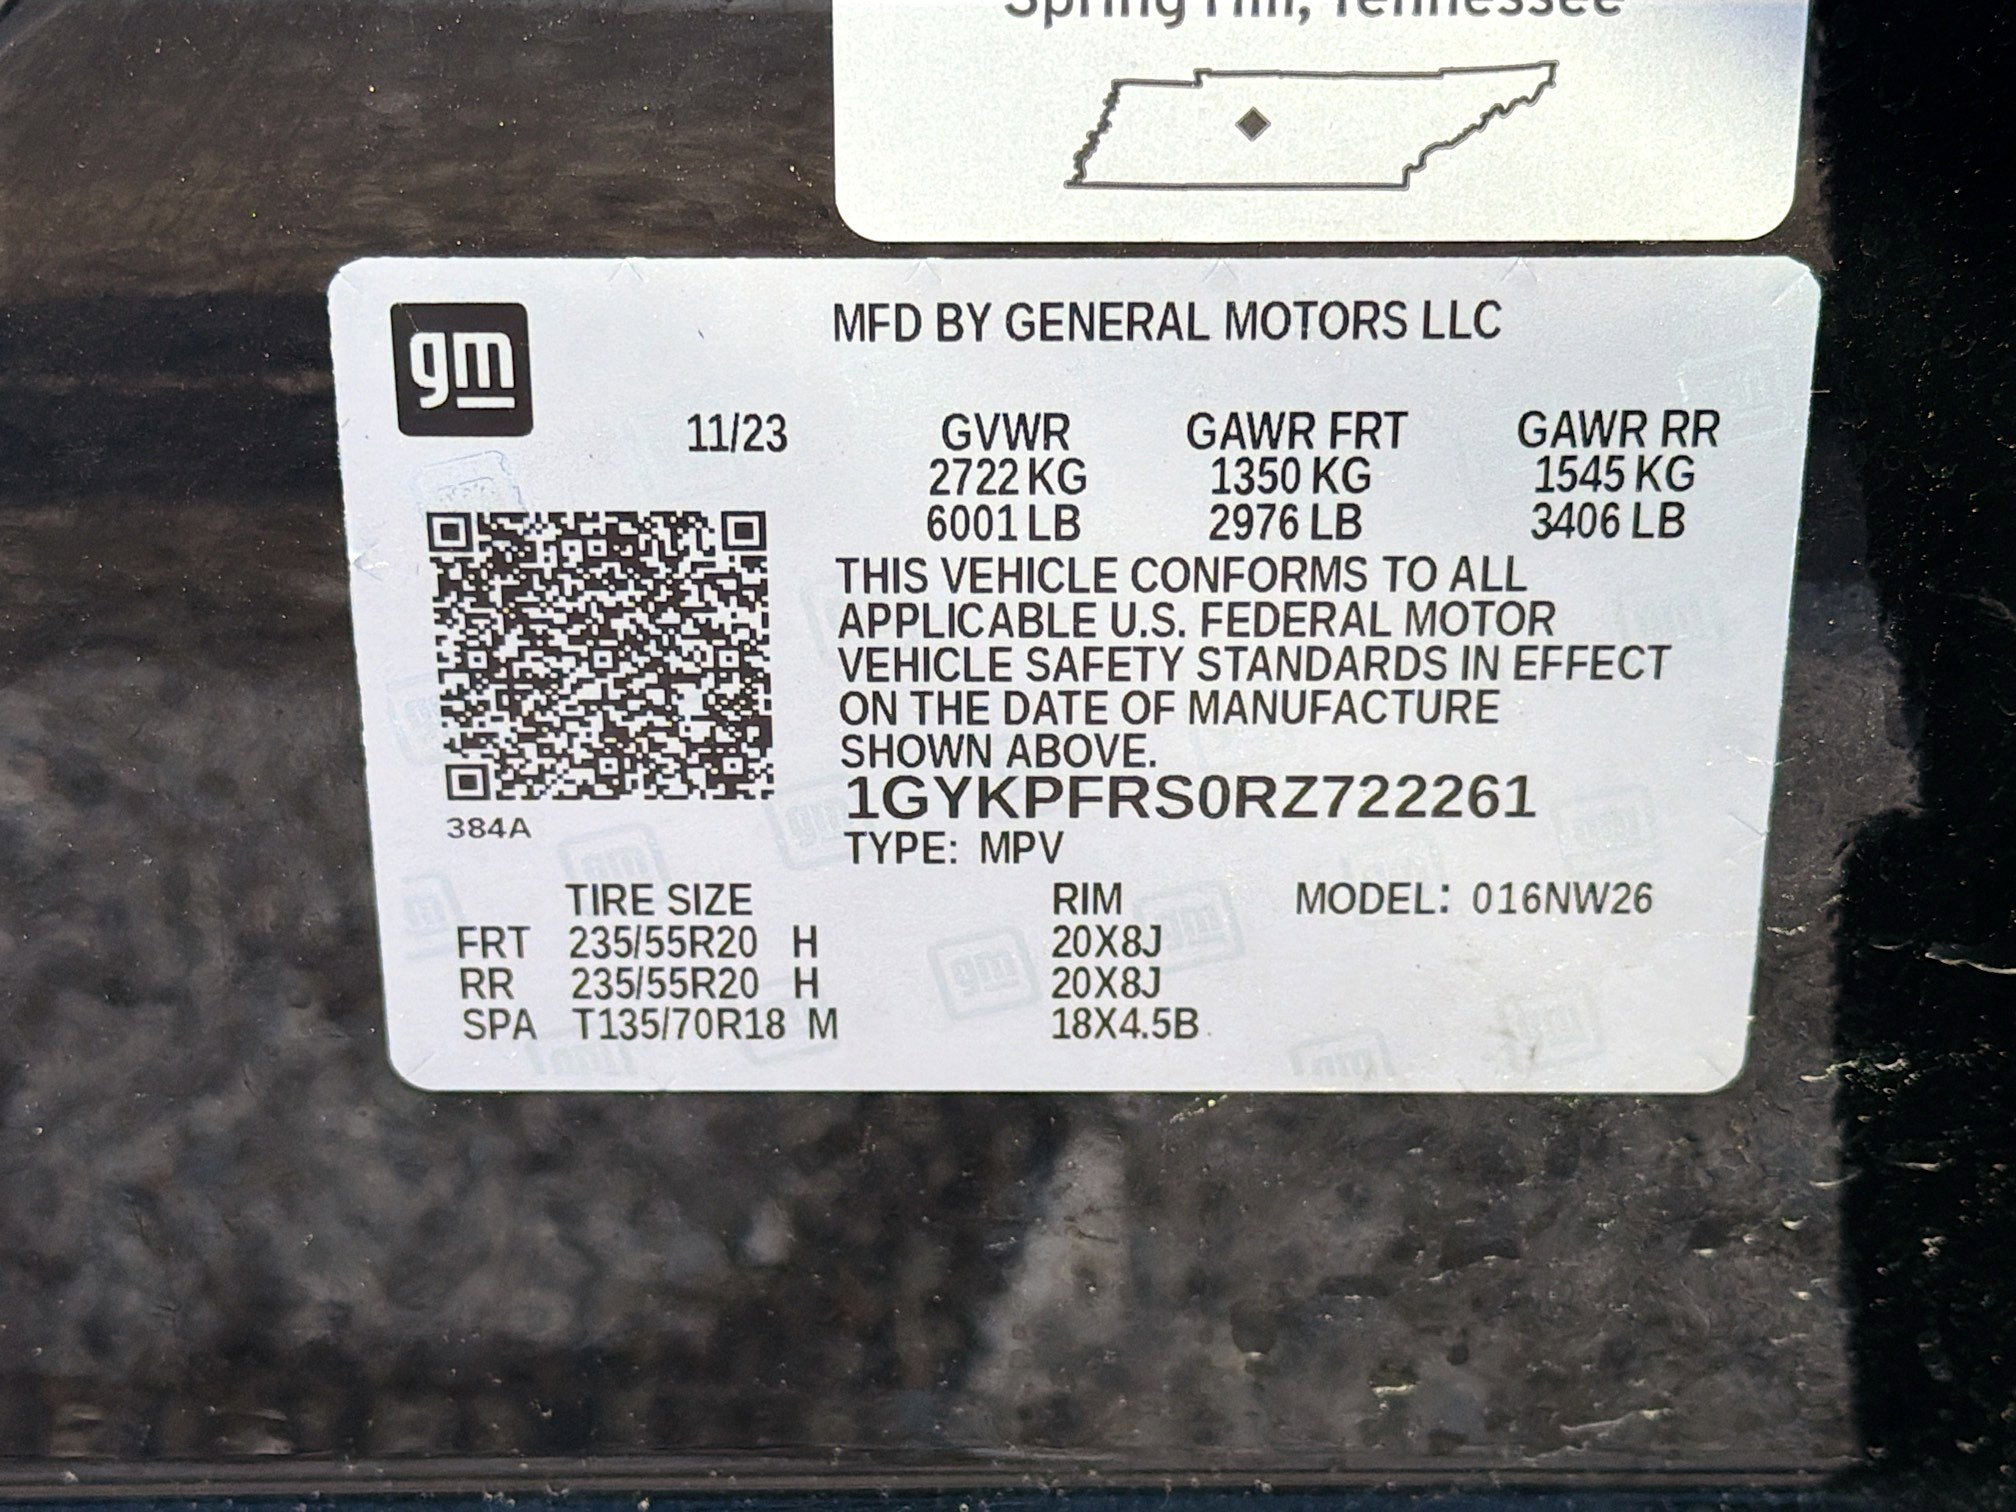 Spring Hill, Tennessee
gm
MFD BY GENERAL MOTORS LLC
11/23 GVWR GAWR FRT GAWR RR
2722 KG 1350 KG 1545 KG
6001 LB 2976 LB 3406 LB
THIS VEHICLE CONFORMS TO ALL
APPLICABLE U.S. FEDERAL MOTOR
VEHICLE SAFETY STANDARDS IN EFFECT
ON THE DATE OF MANUFACTURE
SHOWN ABOVE.
1GYKPFRS0RZ722261
384A
TYPE: MPV
TIRE SIZE RIM MODEL: 016NW26
FRT 235/55R20 H 20X8J
RR 235/55R20 H 20X8J
SPA T135/70R18 M 18X4.5B